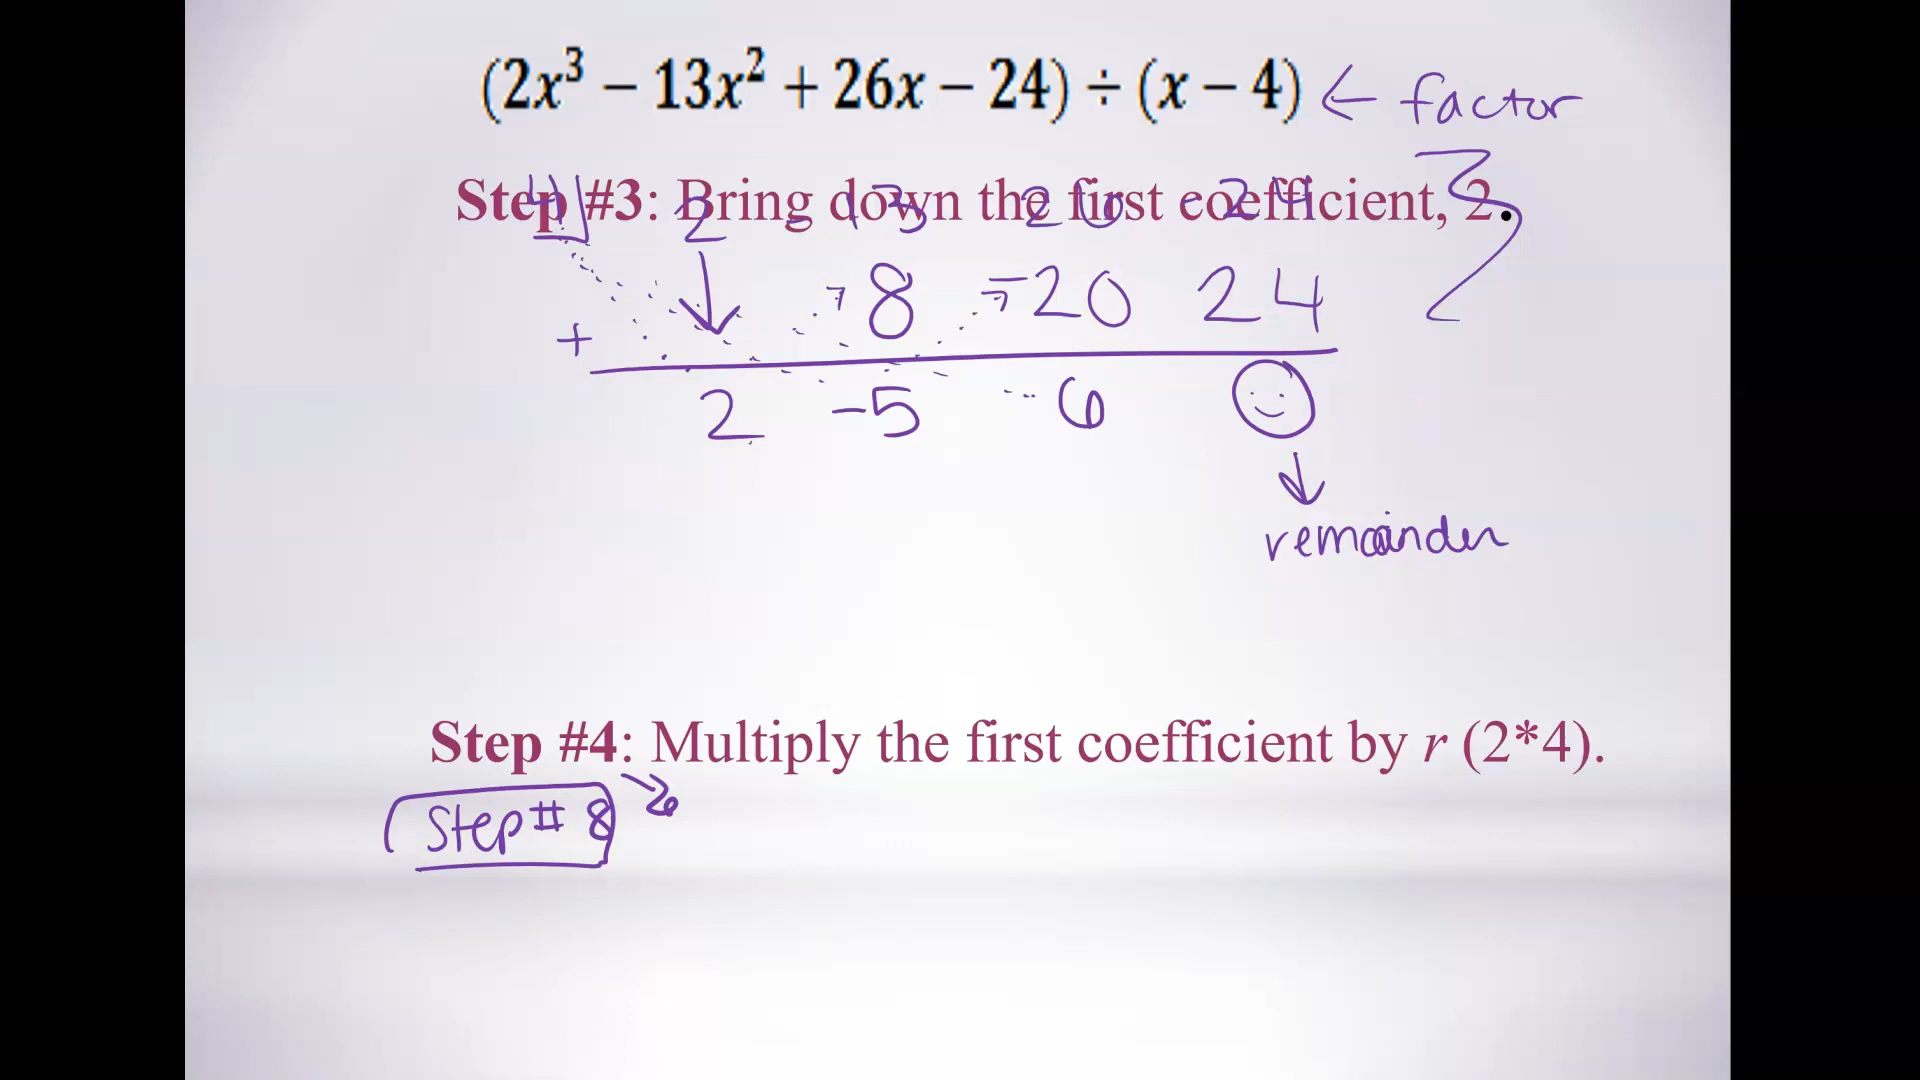 (2x³ − 13x² + 26x − 24) ÷ (x − 4) ← factor
Step #3: Bring down the first coefficient, 2.
4 2 -13 26 -24
8 -20 24
+
2 -5 6
remainder
Step #4: Multiply the first coefficient by r (2*4).
Step # 8